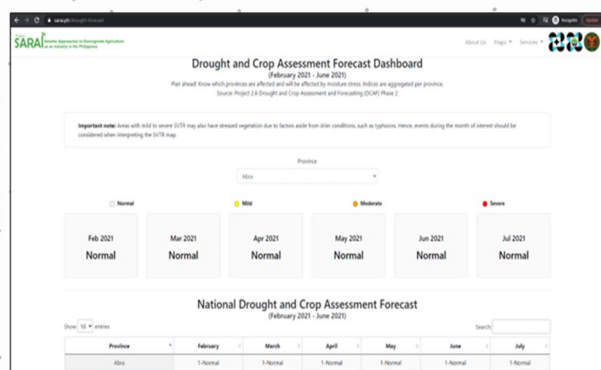 sarai.ph/drought-forecast
Incognito
Update
Project
SARAI
Smarter Approaches to Reinvigorate Agriculture
as an Industry in the Philippines
About Us Maps Services
Drought and Crop Assessment Forecast Dashboard
(February 2021 - June 2021)
Plan ahead! Know which provinces are affected and will be affected by moisture stress. Indices are aggregated per province.
Source: Project 2.4 Drought and Crop Assessment and Forecasting (DCAF) Phase 2
Important note: Areas with mild to severe SVTR may also have stressed vegetation due to factors aside from drier conditions, such as typhoons. Hence, events during the month of interest should be
considered when interpreting the SVTR map.
Province
Abra
Normal Mild Moderate Severe
Feb 2021 Mar 2021 Apr 2021 May 2021 Jun 2021 Jul 2021
Normal Normal Normal Normal Normal Normal
National Drought and Crop Assessment Forecast
(February 2021 - June 2021)
Show 10 entries Search:
Province February March April May June July
Abra 1-Normal 1-Normal 1-Normal 1-Normal 1-Normal 1-Normal